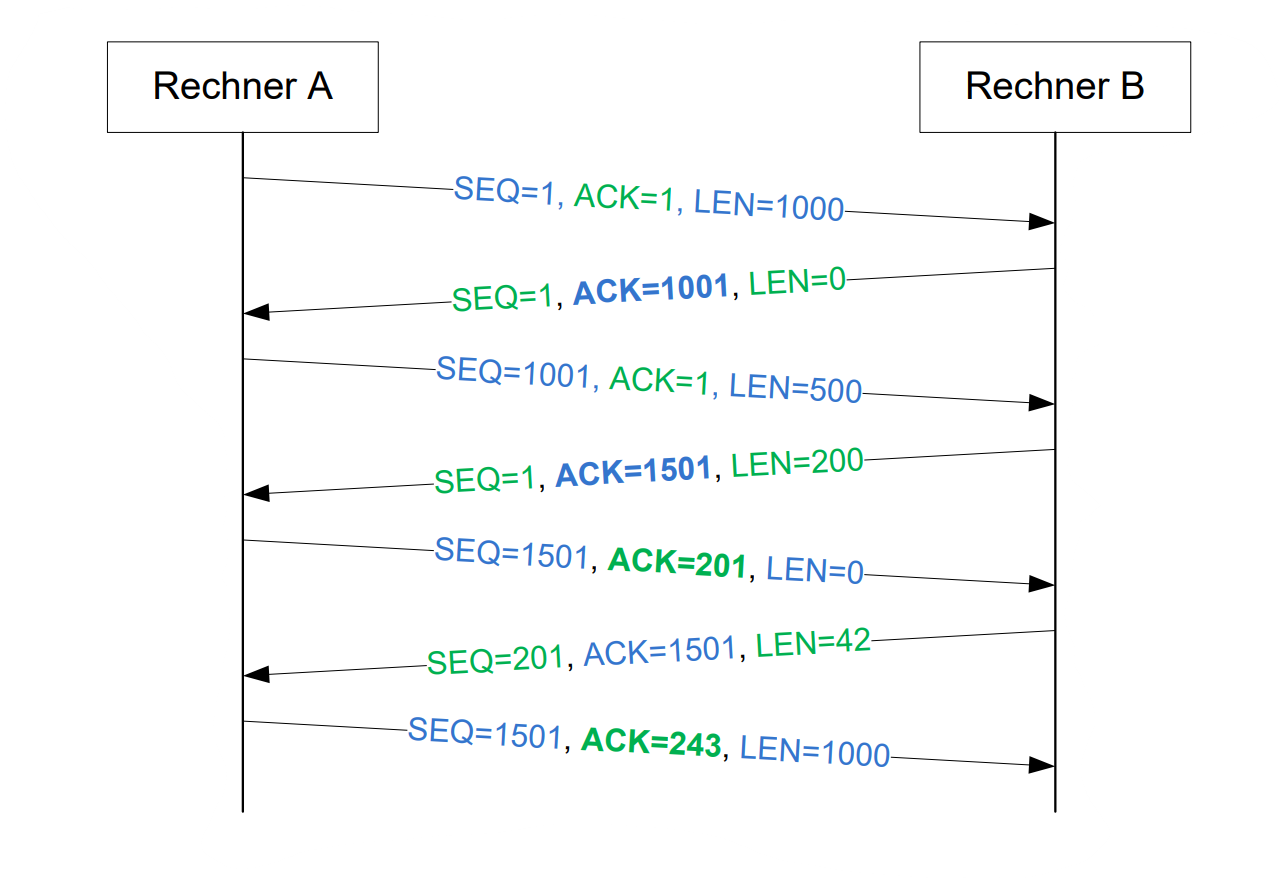 Rechner A
Rechner B
SEQ=1, ACK=1, LEN=1000
SEQ=1, ACK=1001, LEN=0
SEQ=1001, ACK=1, LEN=500
SEQ=1, ACK=1501, LEN=200
SEQ=1501, ACK=201, LEN=0
SEQ=201, ACK=1501, LEN=42
SEQ=1501, ACK=243, LEN=1000